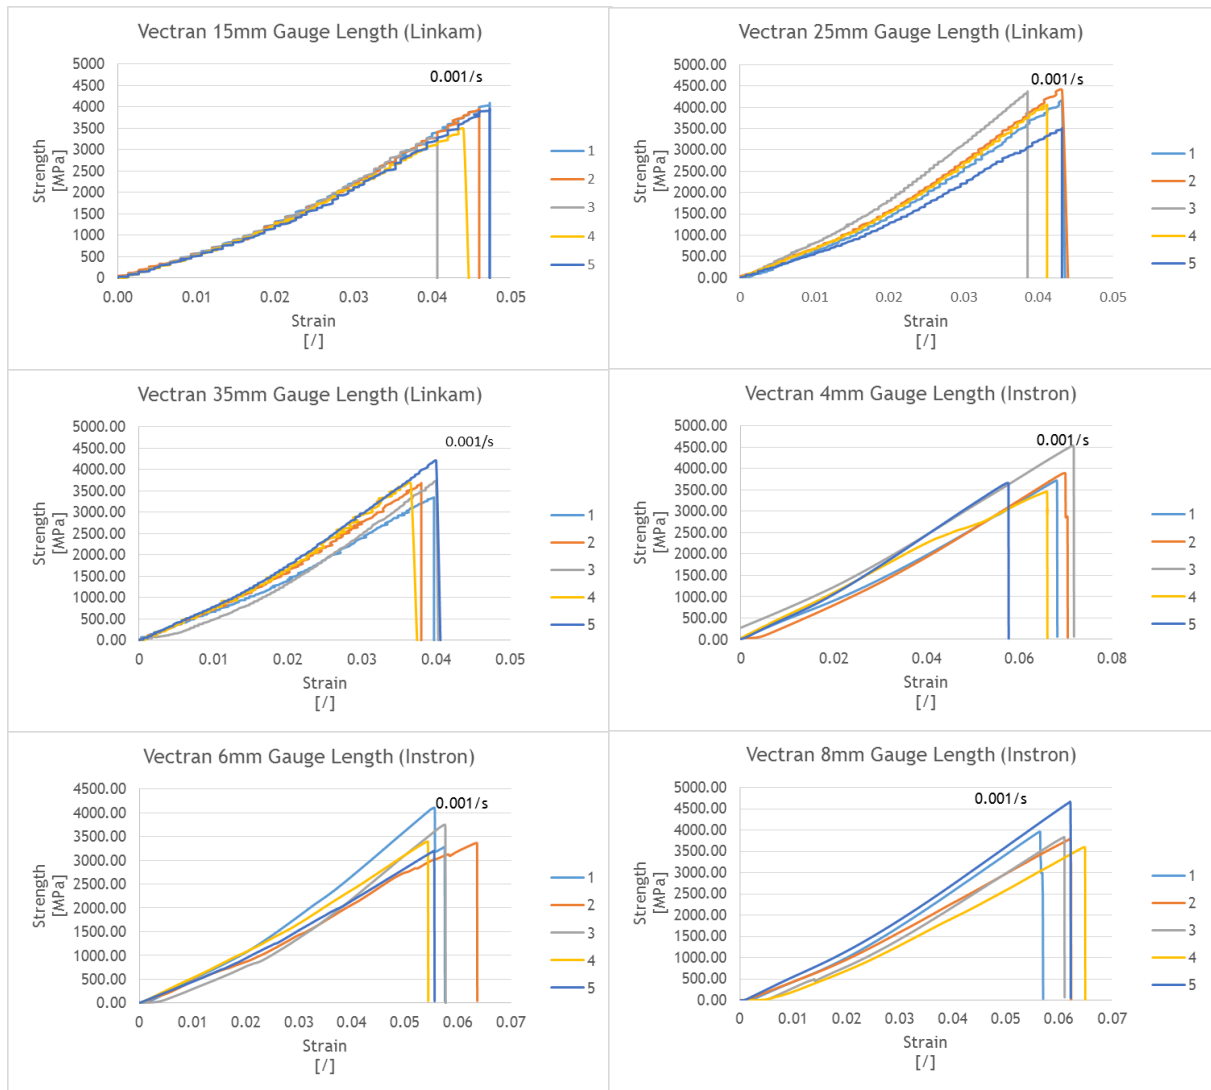 Vectran 15mm Gauge Length (Linkam)
0.001/s
5000
4500
4000
3500
3000
2500
2000
1500
1000
500
0
Strength
[MPa]
0.00 0.01 0.02 0.03 0.04 0.05
Strain
[/]
1
2
3
4
5
Vectran 25mm Gauge Length (Linkam)
0.001/s
5000.00
4500.00
4000.00
3500.00
3000.00
2500.00
2000.00
1500.00
1000.00
500.00
0.00
Strength
[MPa]
0 0.01 0.02 0.03 0.04 0.05
Strain
[/]
1
2
3
4
5
Vectran 35mm Gauge Length (Linkam)
0.001/s
5000.00
4500.00
4000.00
3500.00
3000.00
2500.00
2000.00
1500.00
1000.00
500.00
0.00
Strength
[MPa]
0 0.01 0.02 0.03 0.04 0.05
Strain
[/]
1
2
3
4
5
Vectran 4mm Gauge Length (Instron)
0.001/s
5000.00
4500.00
4000.00
3500.00
3000.00
2500.00
2000.00
1500.00
1000.00
500.00
0.00
Strength
[MPa]
0 0.02 0.04 0.06 0.08
Strain
[/]
1
2
3
4
5
Vectran 6mm Gauge Length (Instron)
0.001/s
4500.00
4000.00
3500.00
3000.00
2500.00
2000.00
1500.00
1000.00
500.00
0.00
Strength
[MPa]
0 0.01 0.02 0.03 0.04 0.05 0.06 0.07
Strain
[/]
1
2
3
4
5
Vectran 8mm Gauge Length (Instron)
0.001/s
5000.00
4500.00
4000.00
3500.00
3000.00
2500.00
2000.00
1500.00
1000.00
500.00
0.00
Strength
[MPa]
0 0.01 0.02 0.03 0.04 0.05 0.06 0.07
Strain
[/]
1
2
3
4
5